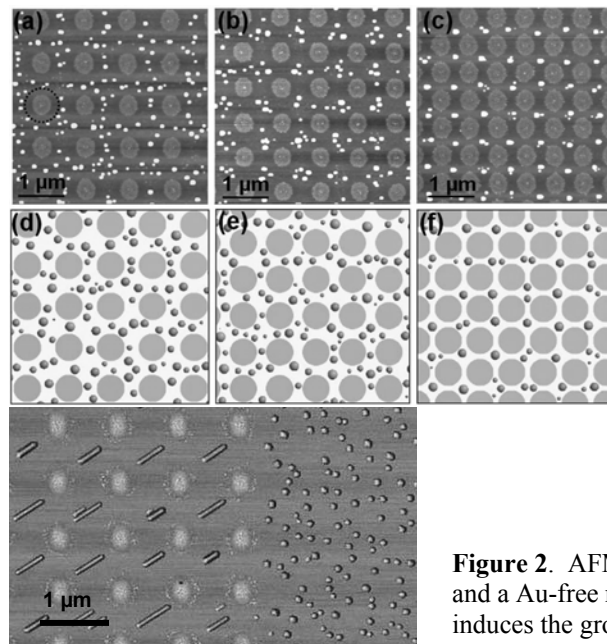 (a) (b) (c)
1 µm 1 µm 1 µm
(d) (e) (f)
1 µm
Figure 2. AFM
and a Au-free r
induces the gro